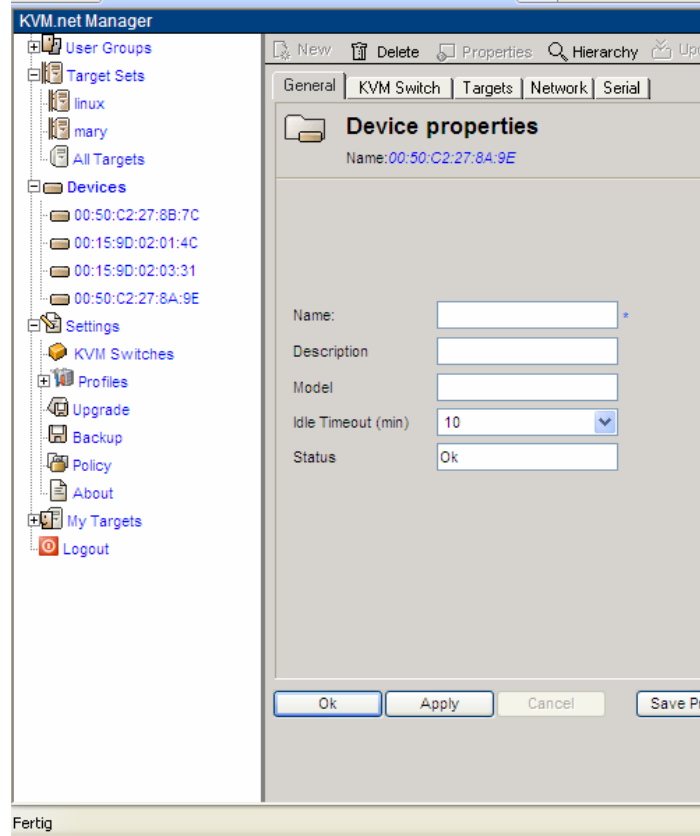 KVM.net Manager
User Groups
Target Sets
linux
mary
All Targets
Devices
00:50:C2:27:8B:7C
00:15:9D:02:01:4C
00:15:9D:02:03:31
00:50:C2:27:8A:9E
Settings
KVM Switches
Profiles
Upgrade
Backup
Policy
About
My Targets
Logout
New Delete Properties Hierarchy
General KVM Switch Targets Network Serial
Device properties
Name:00:50:C2:27:8A:9E
Name: *
Description
Model
Idle Timeout (min) 10
Status Ok
Ok Apply Cancel Save
Fertig